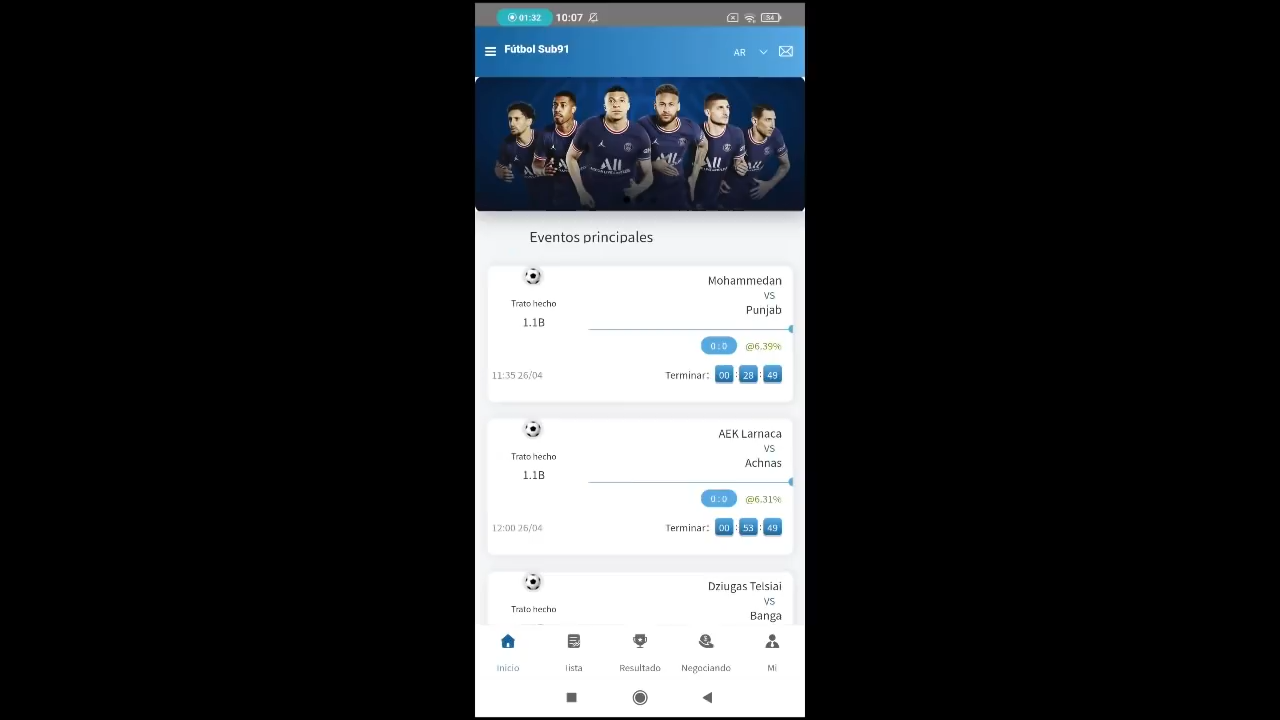 01:32 10:07 54
Fútbol Sub91 AR
Eventos principales
Mohammedan
VS
Punjab
Trato hecho
1.1B
0 : 0 @6.39%
11:35 26/04 Terminar: 00 : 28 : 49
AEK Larnaca
VS
Achnas
Trato hecho
1.1B
0 : 0 @6.31%
12:00 26/04 Terminar: 00 : 53 : 49
Dziugas Telsiai
VS
Banga
Trato hecho
Inicio lista Resultado Negociando Mi